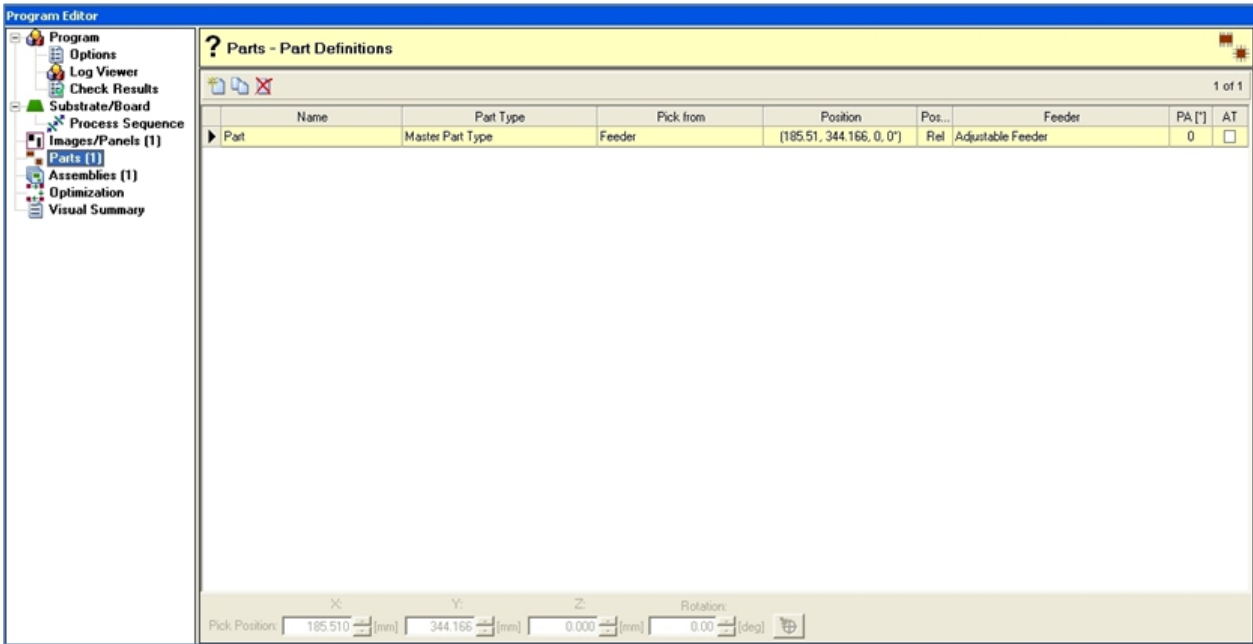 Program Editor
Program
Options
Log Viewer
Check Results
Substrate/Board
Process Sequence
Images/Panels (1)
Parts (1)
Assemblies (1)
Optimization
Visual Summary
? Parts - Part Definitions
1 of 1
Name Part Type Pick from Position Pos... Feeder PA [°] AT
Part Master Part Type Feeder (185.51, 344.166, 0, 0°) Rel Adjustable Feeder 0
X: Y: Z: Rotation:
Pick Position: 185.510 [mm] 344.166 [mm] 0.000 [mm] 0.00 [deg]